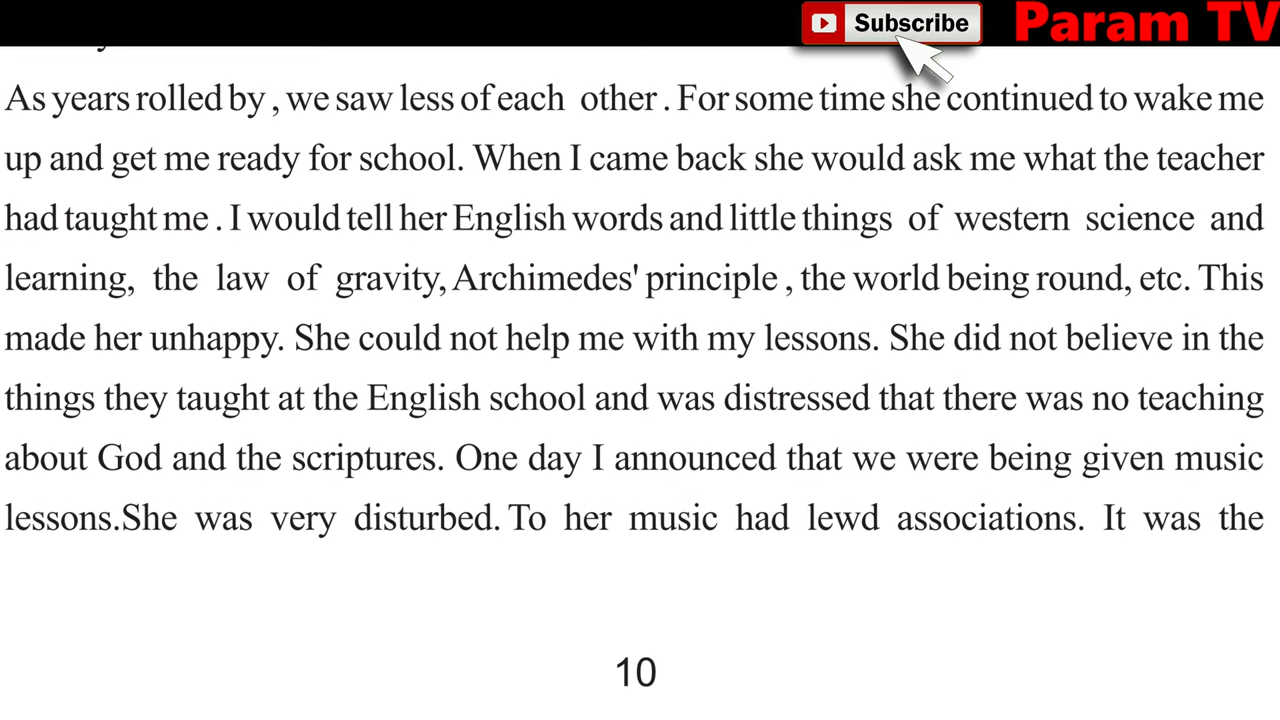 Subscribe Param TV
As years rolled by , we saw less of each other . For some time she continued to wake me
up and get me ready for school. When I came back she would ask me what the teacher
had taught me . I would tell her English words and little things of western science and
learning, the law of gravity, Archimedes' principle , the world being round, etc. This
made her unhappy. She could not help me with my lessons. She did not believe in the
things they taught at the English school and was distressed that there was no teaching
about God and the scriptures. One day I announced that we were being given music
lessons.She was very disturbed. To her music had lewd associations. It was the
10